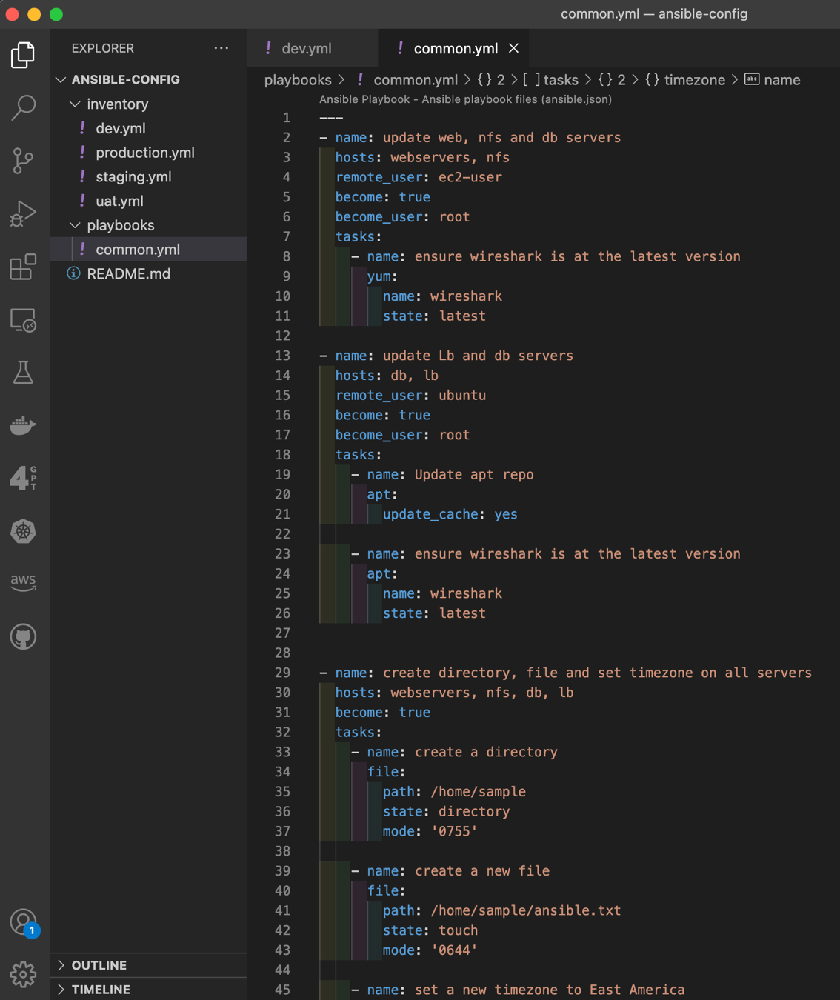 common.yml — ansible-config
EXPLORER
···
! dev.yml
! common.yml ×
ANSIBLE-CONFIG
inventory
! dev.yml
! production.yml
! staging.yml
! uat.yml
playbooks
! common.yml
README.md
playbooks > ! common.yml > {} 2 > [ ] tasks > {} 2 > {} timezone > abc name
Ansible Playbook - Ansible playbook files (ansible.json)
1 ---
2 - name: update web, nfs and db servers
3 hosts: webservers, nfs
4 remote_user: ec2-user
5 become: true
6 become_user: root
7 tasks:
8 - name: ensure wireshark is at the latest version
9 yum:
10 name: wireshark
11 state: latest
12
13 - name: update Lb and db servers
14 hosts: db, lb
15 remote_user: ubuntu
16 become: true
17 become_user: root
18 tasks:
19 - name: Update apt repo
20 apt:
21 update_cache: yes
22
23 - name: ensure wireshark is at the latest version
24 apt:
25 name: wireshark
26 state: latest
27
28
29 - name: create directory, file and set timezone on all servers
30 hosts: webservers, nfs, db, lb
31 become: true
32 tasks:
33 - name: create a directory
34 file:
35 path: /home/sample
36 state: directory
37 mode: '0755'
38
39 - name: create a new file
40 file:
41 path: /home/sample/ansible.txt
42 state: touch
43 mode: '0644'
44
45 - name: set a new timezone to East America
4 GPT
aws
1
OUTLINE
TIMELINE